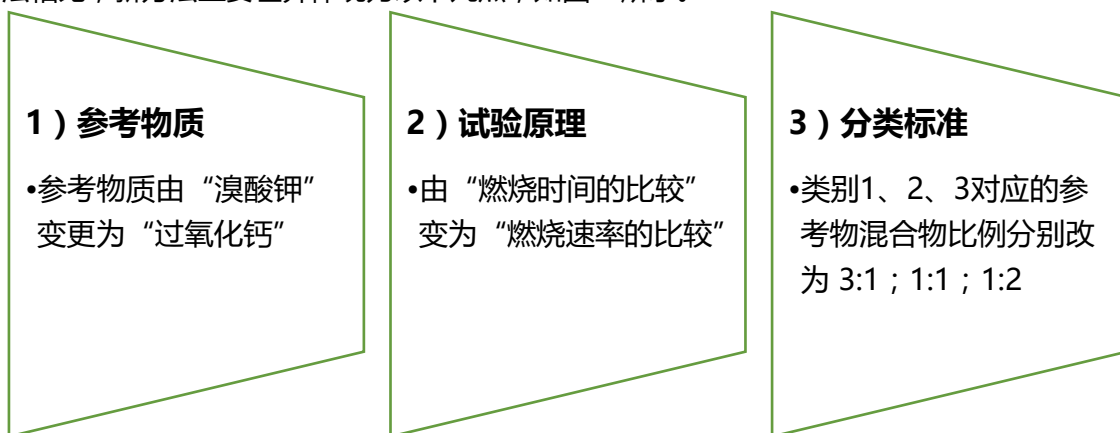 1）参考物质
•参考物质由“溴酸钾”
变更为“过氧化钙”
2）试验原理
•由“燃烧时间的比较”
变为“燃烧速率的比较”
3）分类标准
•类别1、2、3对应的参
考物混合物比例分别改
为 3:1；1:1；1:2